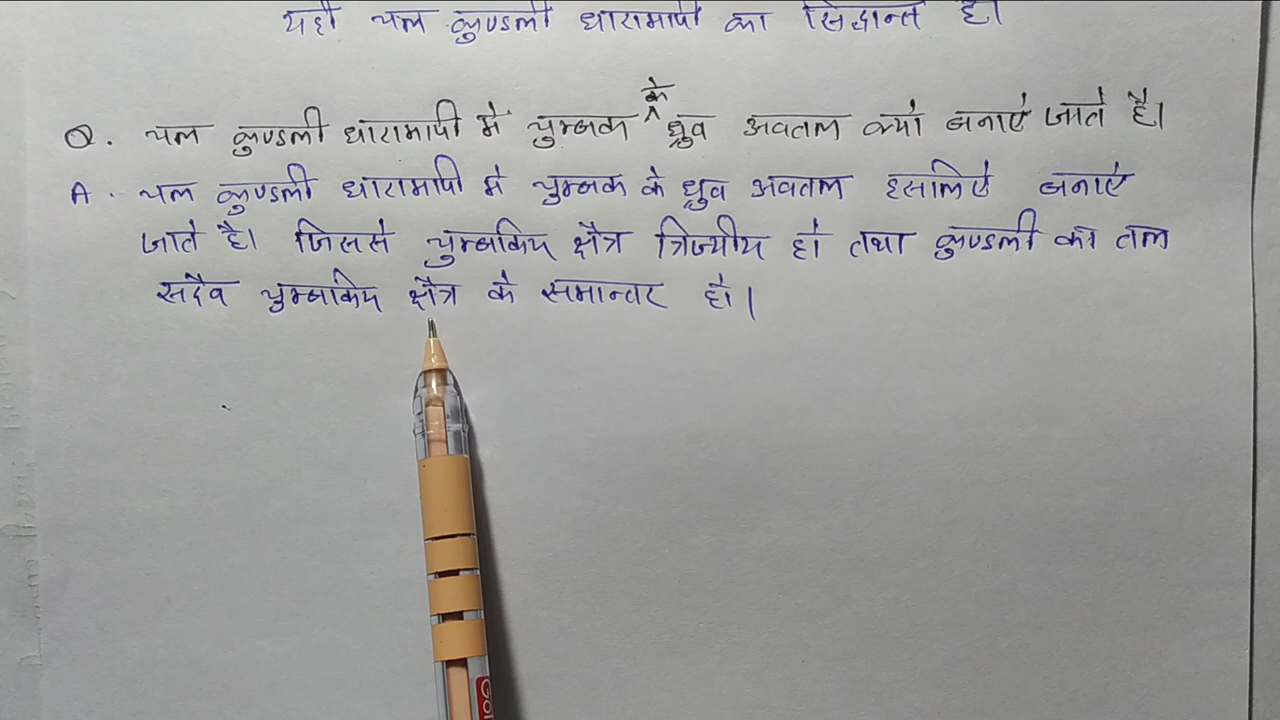 यही चल कुण्डली धारामापी का सिद्धान्त है।
Q. चल कुण्डली धारामापी में चुम्बक के ध्रुव अवतल क्यों बनाऐ जाते है।
A. चल कुण्डली धारामापी में चुम्बक के ध्रुव अवतल इसलिऐ बनाऐ
जाते है। जिससे चुम्बकिय क्षैत्र त्रिज्यीय हो तथा कुण्डली का तल
सदैव चुम्बकिय क्षैत्र के समान्तर हो।
Gol